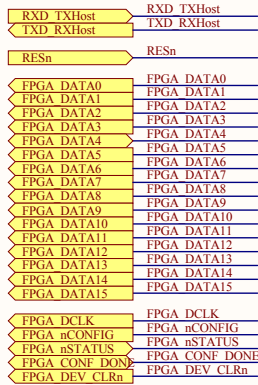 RXD_TXHost RXD_TXHost
TXD_RXHost TXD_RXHost
RESn RESn
FPGA_DATA0 FPGA_DATA0
FPGA_DATA1 FPGA_DATA1
FPGA_DATA2 FPGA_DATA2
FPGA_DATA3 FPGA_DATA3
FPGA_DATA4 FPGA_DATA4
FPGA_DATA5 FPGA_DATA5
FPGA_DATA6 FPGA_DATA6
FPGA_DATA7 FPGA_DATA7
FPGA_DATA8 FPGA_DATA8
FPGA_DATA9 FPGA_DATA9
FPGA_DATA10 FPGA_DATA10
FPGA_DATA11 FPGA_DATA11
FPGA_DATA12 FPGA_DATA12
FPGA_DATA13 FPGA_DATA13
FPGA_DATA14 FPGA_DATA14
FPGA_DATA15 FPGA_DATA15
FPGA_DCLK FPGA_DCLK
FPGA_nCONFIG FPGA_nCONFIG
FPGA_nSTATUS FPGA_nSTATUS
FPGA_CONF_DONE FPGA_CONF_DONE
FPGA_DEV_CLRn FPGA_DEV_CLRn